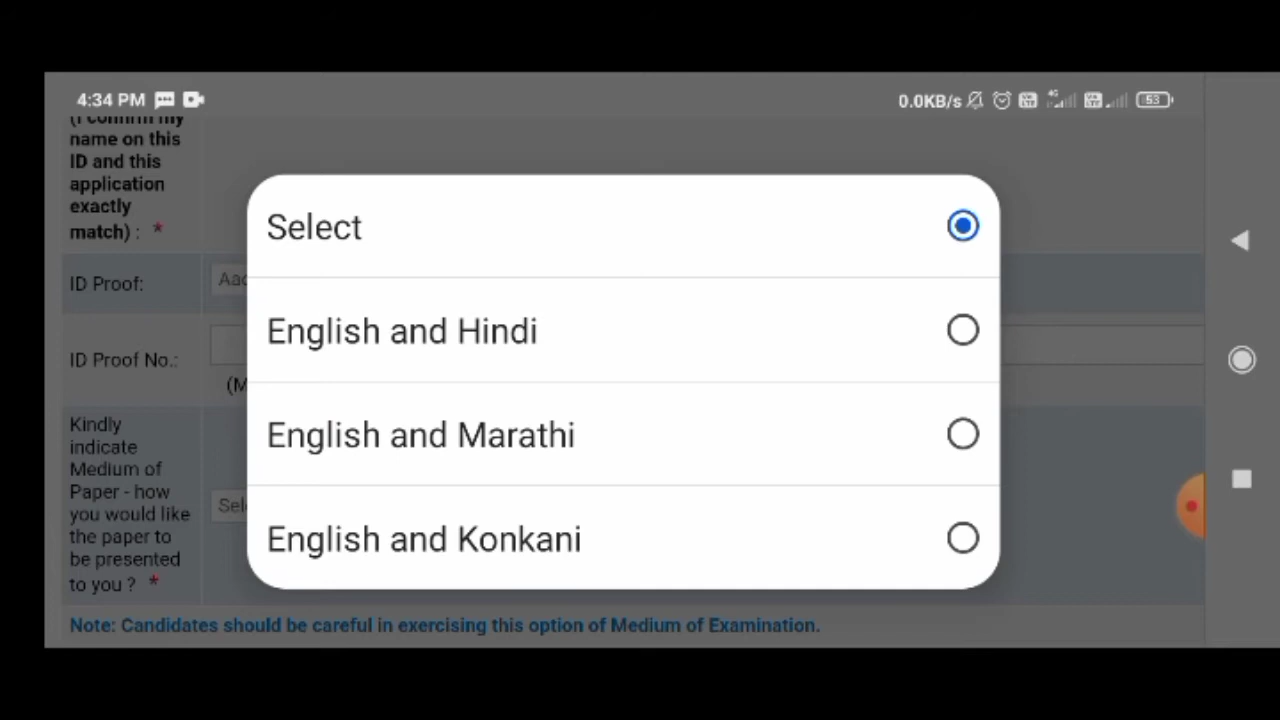 4:34 PM
0.0KB/s 4G 53
(I confirm my
name on this
ID and this
application
exactly
match) : *
Select
ID Proof:
English and Hindi
ID Proof No.:
(M
English and Marathi
Kindly
indicate
Medium of
Paper - how
you would like
the paper to
be presented
to you ? *
English and Konkani
Note: Candidates should be careful in exercising this option of Medium of Examination.